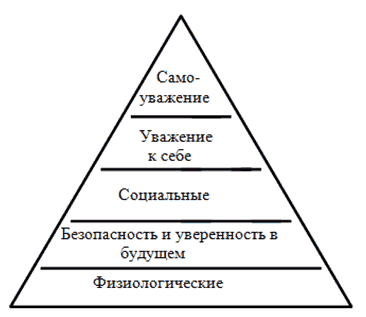 Само-
уважение
Уважение
к себе
Социальные
Безопасность и уверенность в
будущем
Физиологические